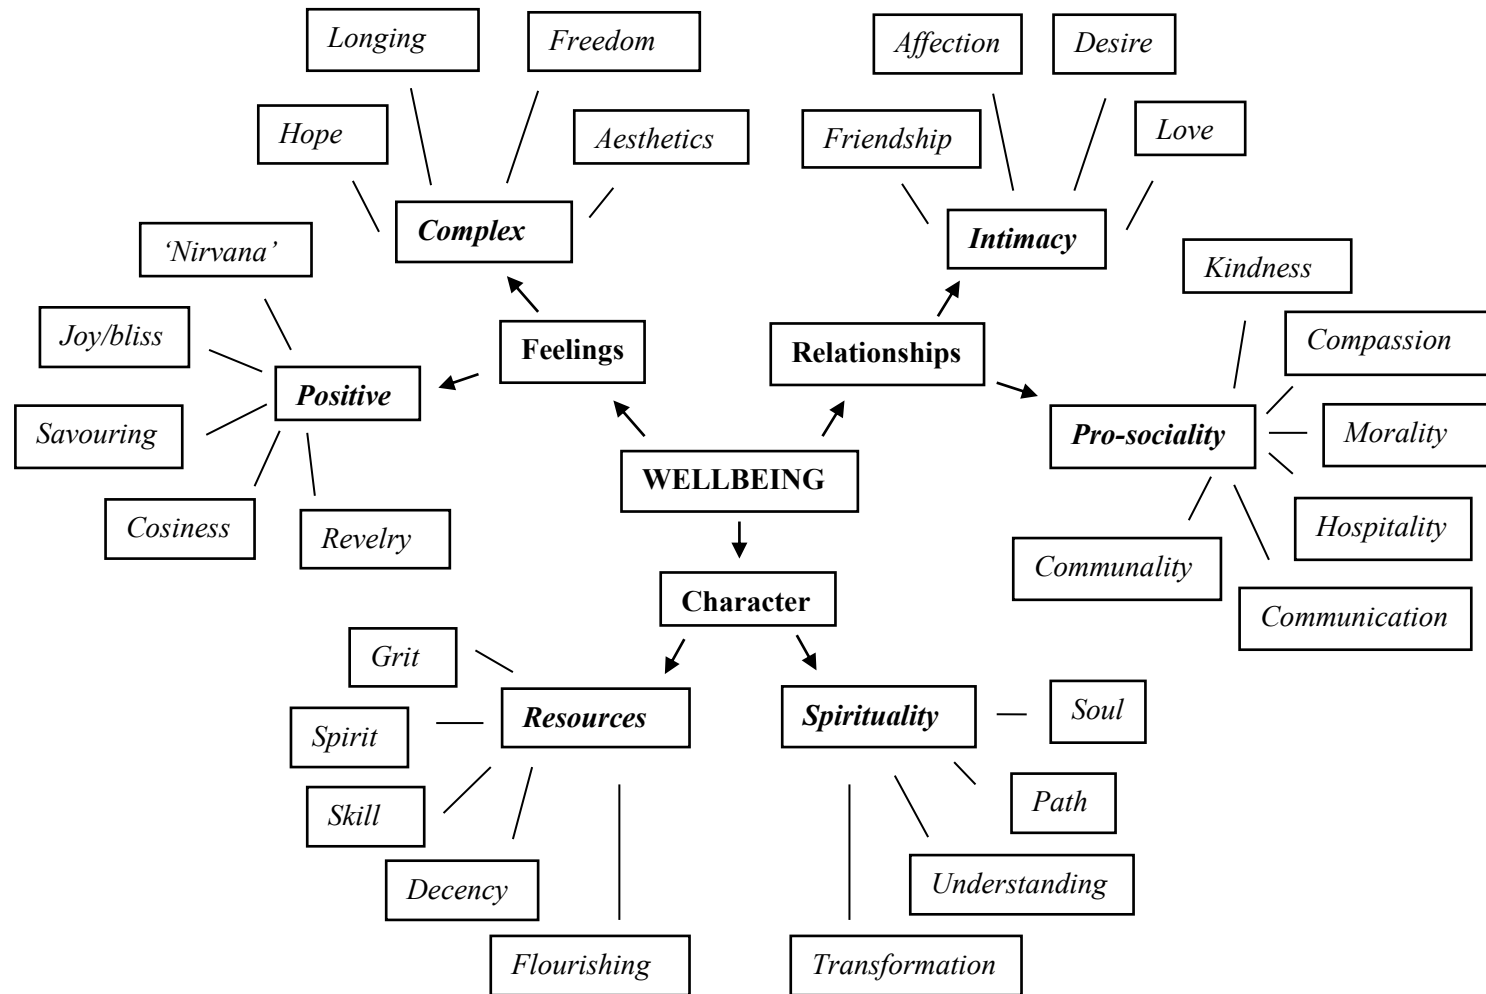 Longing
Freedom
Affection
Desire
Hope
Aesthetics
Friendship
Love
Complex
Intimacy
‘Nirvana’
Kindness
Joy/bliss
Feelings
Relationships
Compassion
Positive
Savouring
Pro-sociality
Morality
WELLBEING
Cosiness
Revelry
Hospitality
Communality
Character
Communication
Grit
Resources
Spirituality
Soul
Spirit
Skill
Path
Decency
Understanding
Flourishing
Transformation